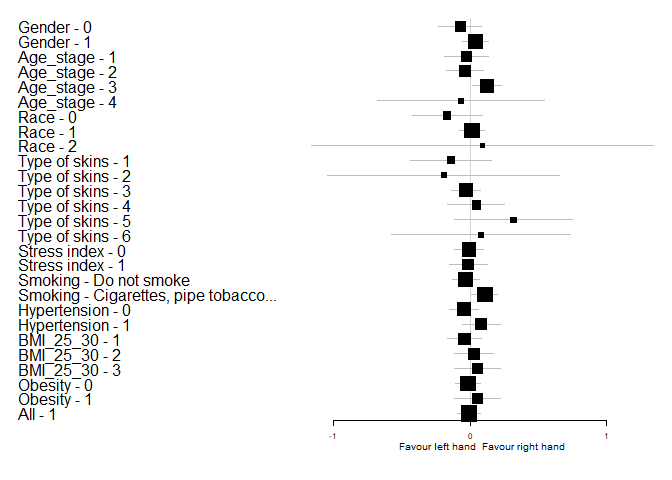 Gender - 0
Gender - 1
Age_stage - 1
Age_stage - 2
Age_stage - 3
Age_stage - 4
Race - 0
Race - 1
Race - 2
Type of skins - 1
Type of skins - 2
Type of skins - 3
Type of skins - 4
Type of skins - 5
Type of skins - 6
Stress index - 0
Stress index - 1
Smoking - Do not smoke
Smoking - Cigarettes, pipe tobacco...
Hypertension - 0
Hypertension - 1
BMI_25_30 - 1
BMI_25_30 - 2
BMI_25_30 - 3
Obesity - 0
Obesity - 1
All - 1
-1 0 1
Favour left hand Favour right hand